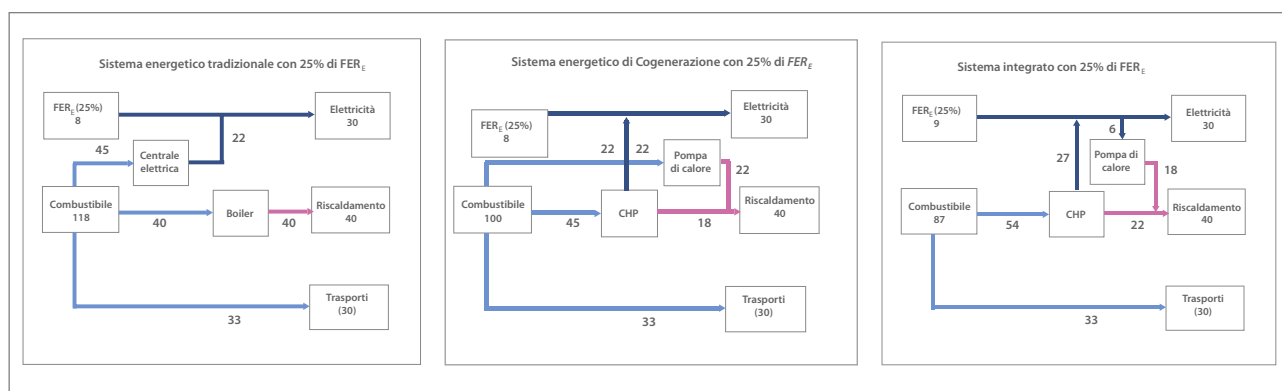 Sistema energetico tradizionale con 25% di FERE
FERE (25%)
8
Elettricità
30
22
45
Centrale
elettrica
Combustibile
118
Boiler
Riscaldamento
40
40
40
Trasporti
(30)
33
Sistema energetico di Cogenerazione con 25% di FERE
FERE (25%)
8
Elettricità
30
22
22
Pompa
di calore
22
Combustibile
100
CHP
Riscaldamento
40
45
18
Trasporti
(30)
33
Sistema integrato con 25% di FERE
FERE (25%)
9
Elettricità
30
6
27
Pompa di
calore
18
Combustibile
87
CHP
Riscaldamento
40
54
22
Trasporti
(30)
33